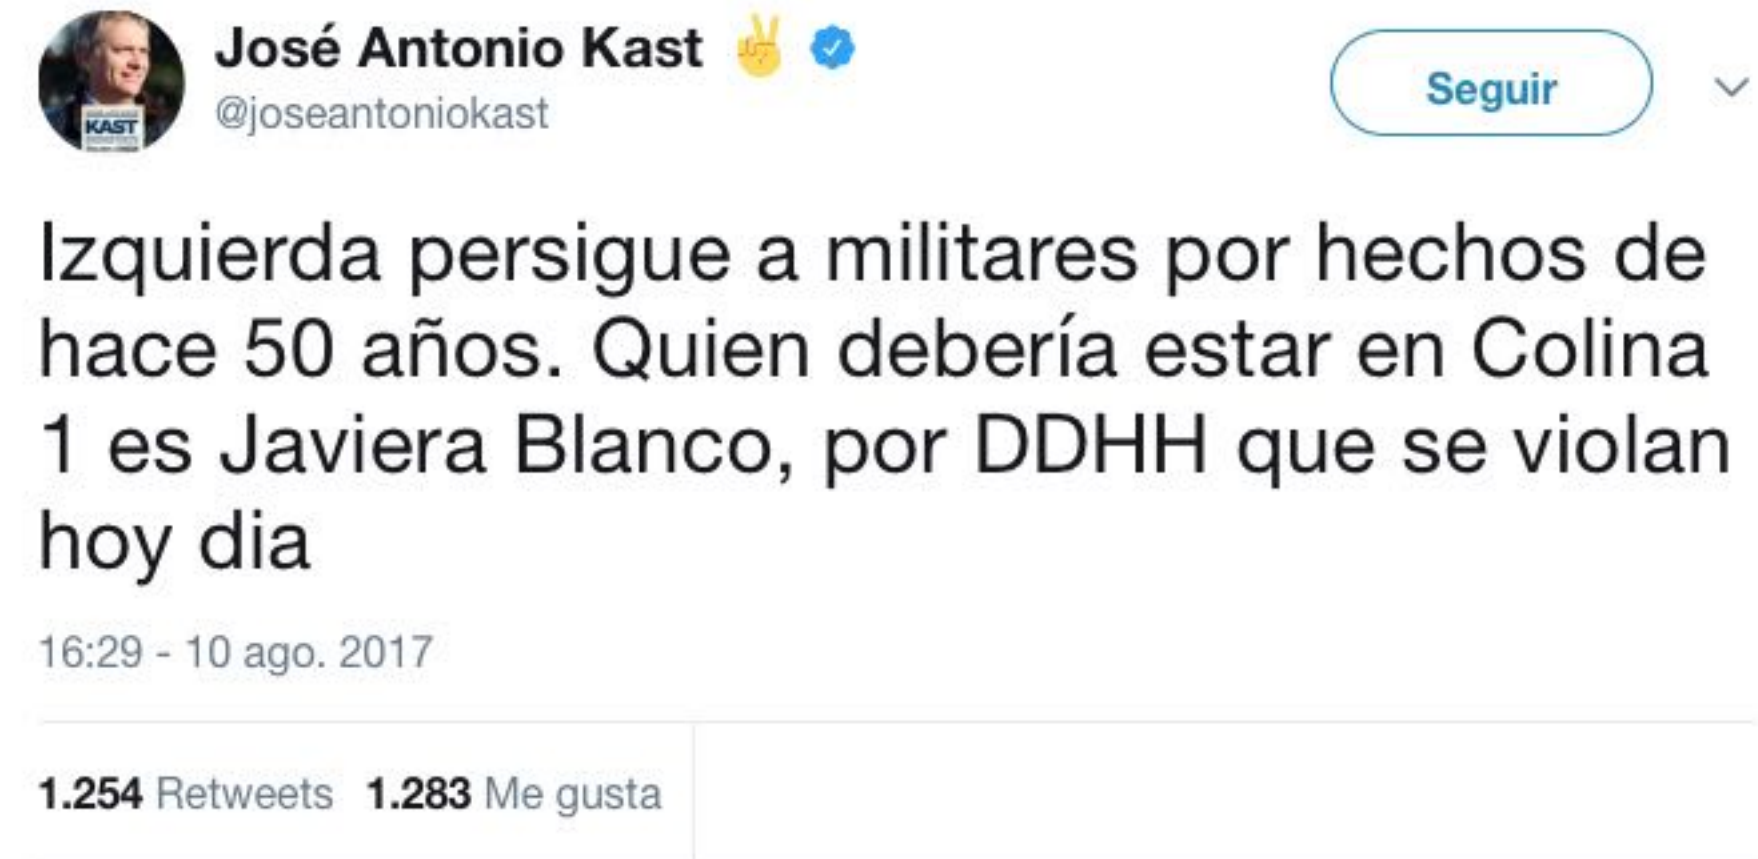 José Antonio Kast ✌️
@joseantoniokast
Seguir
KAST
Izquierda persigue a militares por hechos de
hace 50 años. Quien debería estar en Colina
1 es Javiera Blanco, por DDHH que se violan
hoy dia
16:29 - 10 ago. 2017
1.254 Retweets 1.283 Me gusta